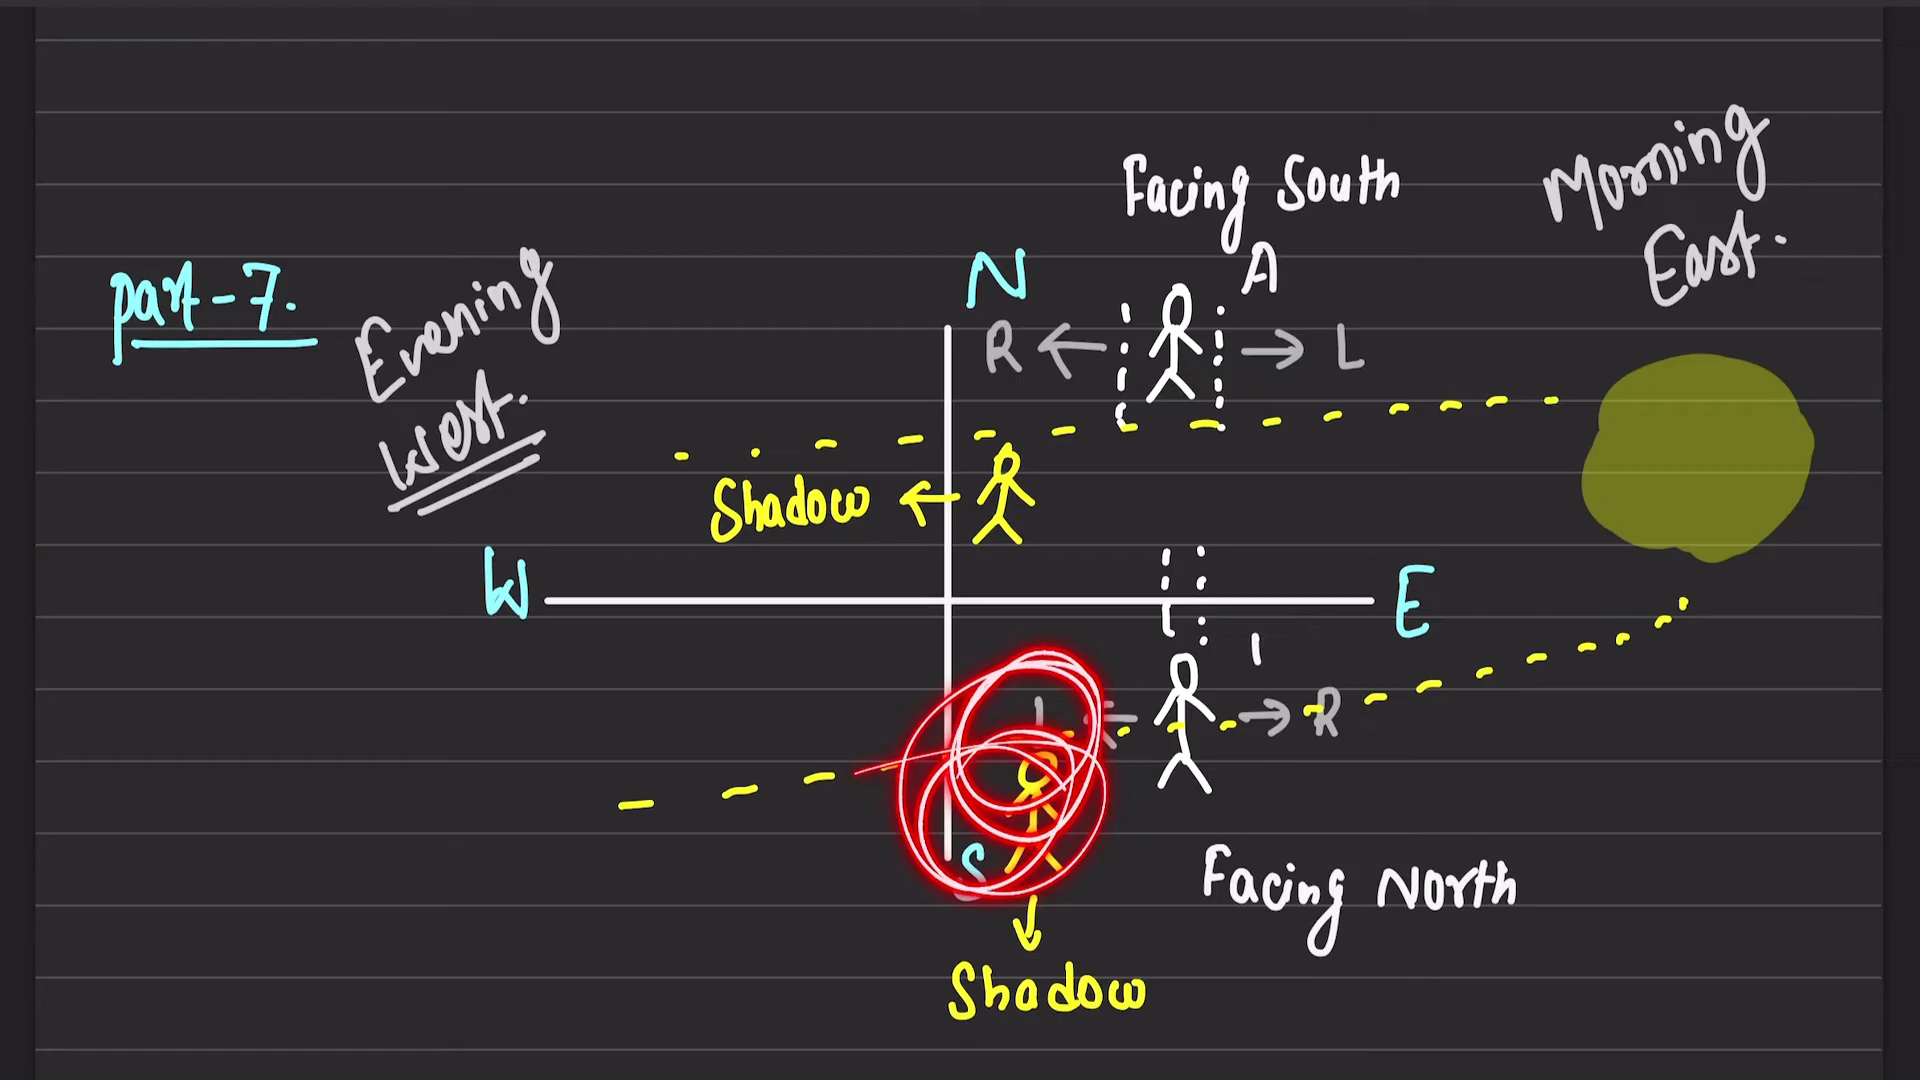 Part-7.
Evening
West.
Facing South
Morning
East.
N
A
R
L
Shadow
W
E
R
S
Facing North
Shadow